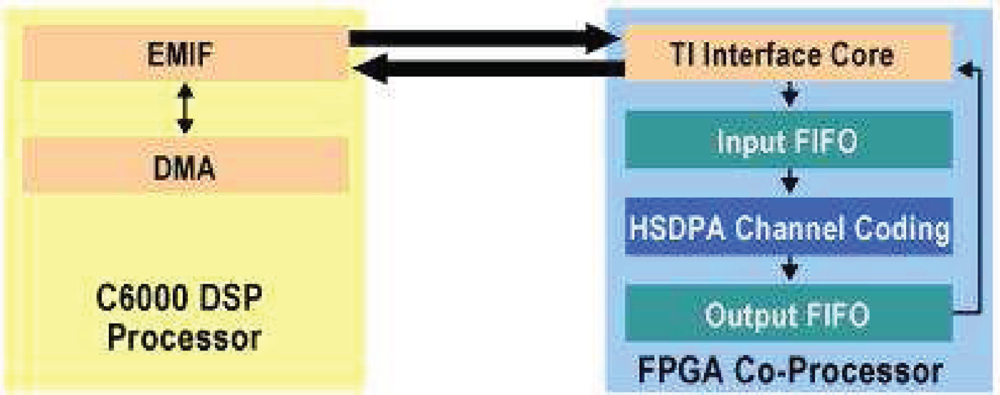 EMIF
DMA
C6000 DSP
Processor
TI Interface Core
Input FIFO
HSDPA Channel Coding
Output FIFO
FPGA Co-Processor